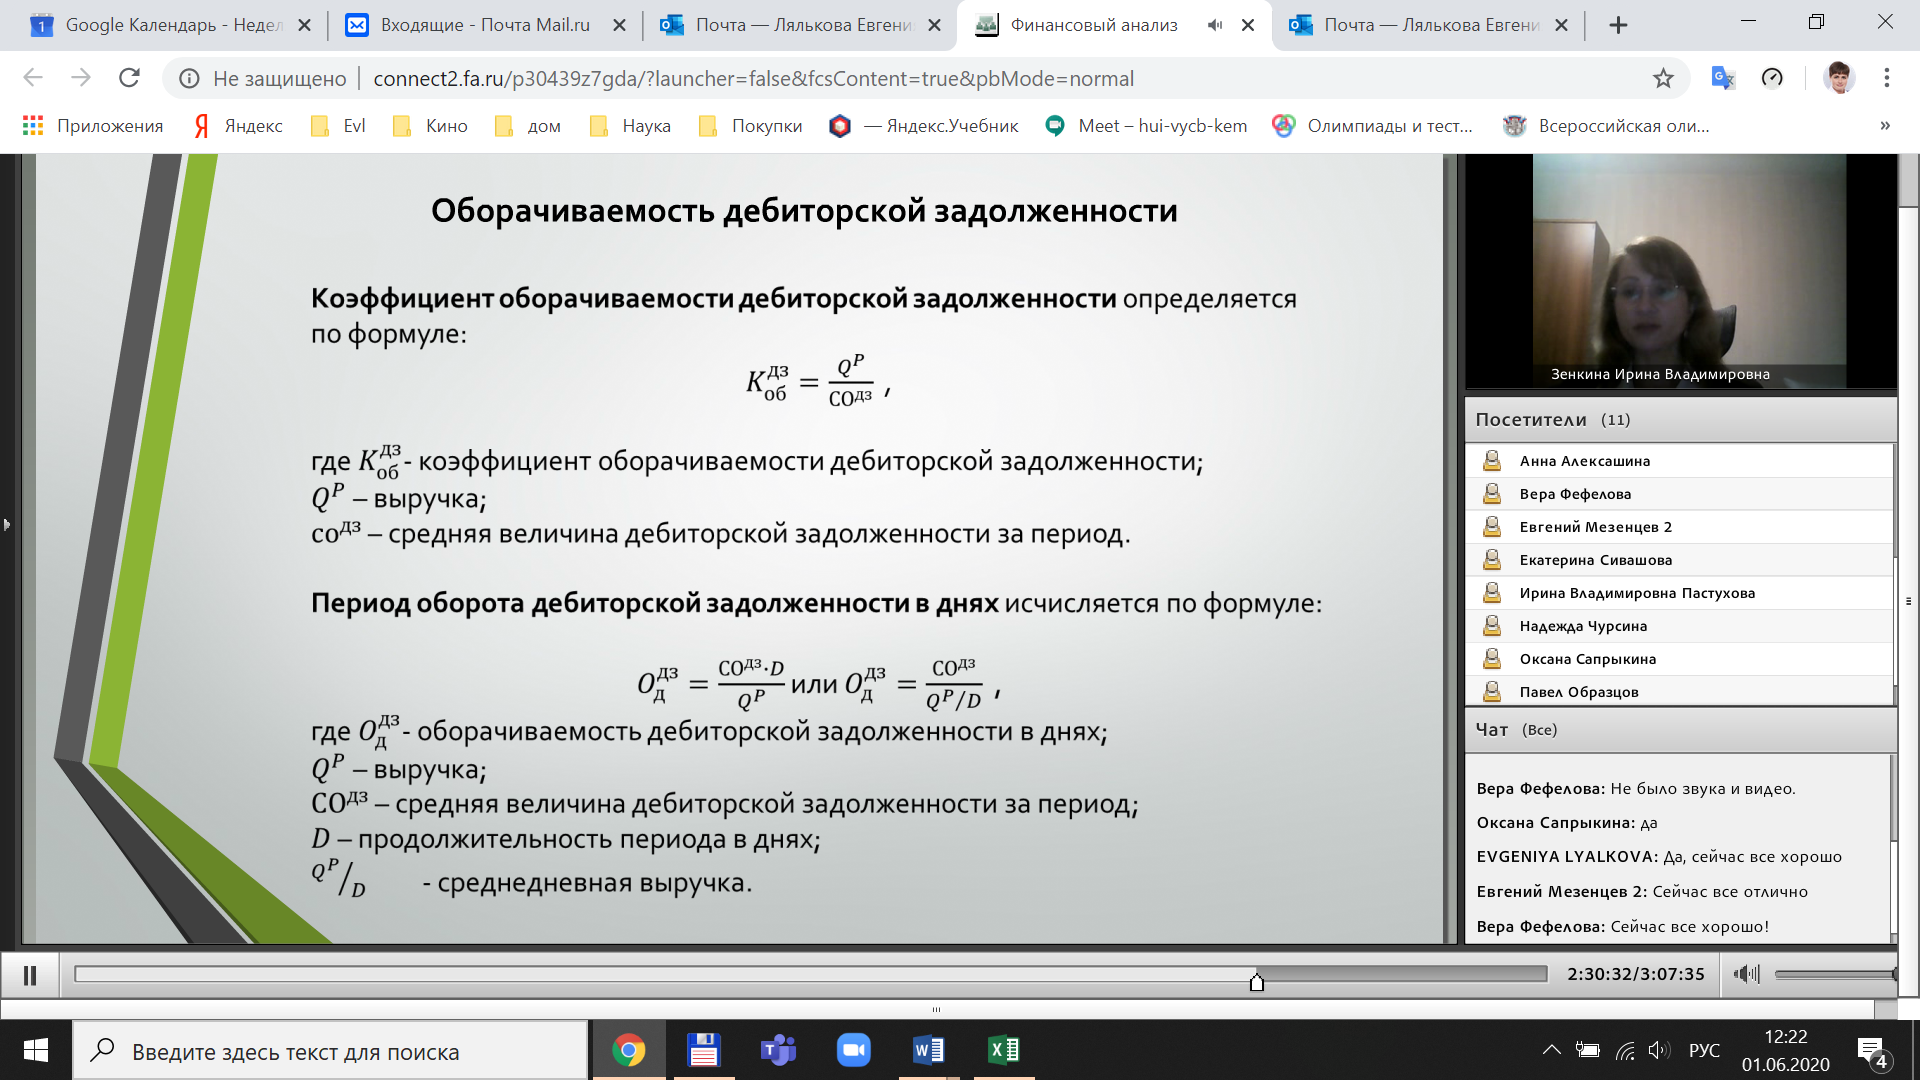 Google Календарь - Недел
Входящие - Почта Mail.ru
Почта — Лялькова Евгени
Финансовый анализ
Почта — Лялькова Евгени
Не защищено
connect2.fa.ru/p30439z7gda/?launcher=false&fcsContent=true&pbMode=normal
Приложения
Яндекс
Evl
Кино
дом
Наука
Покупки
— Яндекс.Учебник
Meet – hui-vycb-kem
Олимпиады и тест...
Всероссийская оли...
»
Оборачиваемость дебиторской задолженности
Коэффициент оборачиваемости дебиторской задолженности определяется
по формуле:
K_об^дз = Q^P / СО^дз ,
где K_об^дз - коэффициент оборачиваемости дебиторской задолженности;
Q^P – выручка;
со^дз – средняя величина дебиторской задолженности за период.
Период оборота дебиторской задолженности в днях исчисляется по формуле:
O_д^дз = СО^дз·D / Q^P или O_д^дз = СО^дз / Q^P/D ,
где O_д^дз - оборачиваемость дебиторской задолженности в днях;
Q^P – выручка;
СО^дз – средняя величина дебиторской задолженности за период;
D – продолжительность периода в днях;
Q^P/D - среднедневная выручка.
Зенкина Ирина Владимировна
Посетители (11)
Анна Алексашина
Вера Фефелова
Евгений Мезенцев 2
Екатерина Сивашова
Ирина Владимировна Пастухова
Надежда Чурсина
Оксана Сапрыкина
Павел Образцов
Чат (Все)
Вера Фефелова: Не было звука и видео.
Оксана Сапрыкина: да
EVGENIYA LYALKOVA: Да, сейчас все хорошо
Евгений Мезенцев 2: Сейчас все отлично
Вера Фефелова: Сейчас все хорошо!
2:30:32/3:07:35
Введите здесь текст для поиска
РУС
12:22
01.06.2020
4